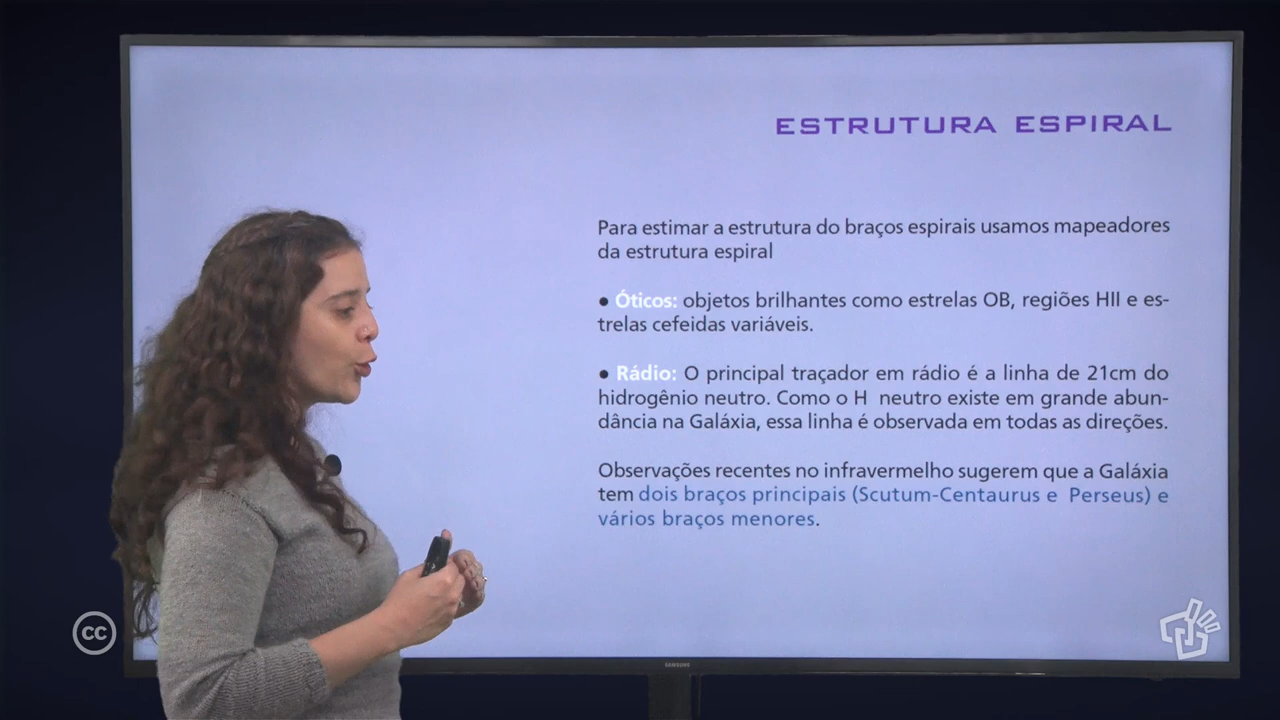 ESTRUTURA ESPIRAL
Para estimar a estrutura do braços espirais usamos mapeadores
da estrutura espiral
● Óticos: objetos brilhantes como estrelas OB, regiões HII e es-
trelas cefeidas variáveis.
● Rádio: O principal traçador em rádio é a linha de 21cm do
hidrogênio neutro. Como o H neutro existe em grande abun-
dância na Galáxia, essa linha é observada em todas as direções.
Observações recentes no infravermelho sugerem que a Galáxia
tem dois braços principais (Scutum-Centaurus e Perseus) e
vários braços menores.
cc
SAMSUNG